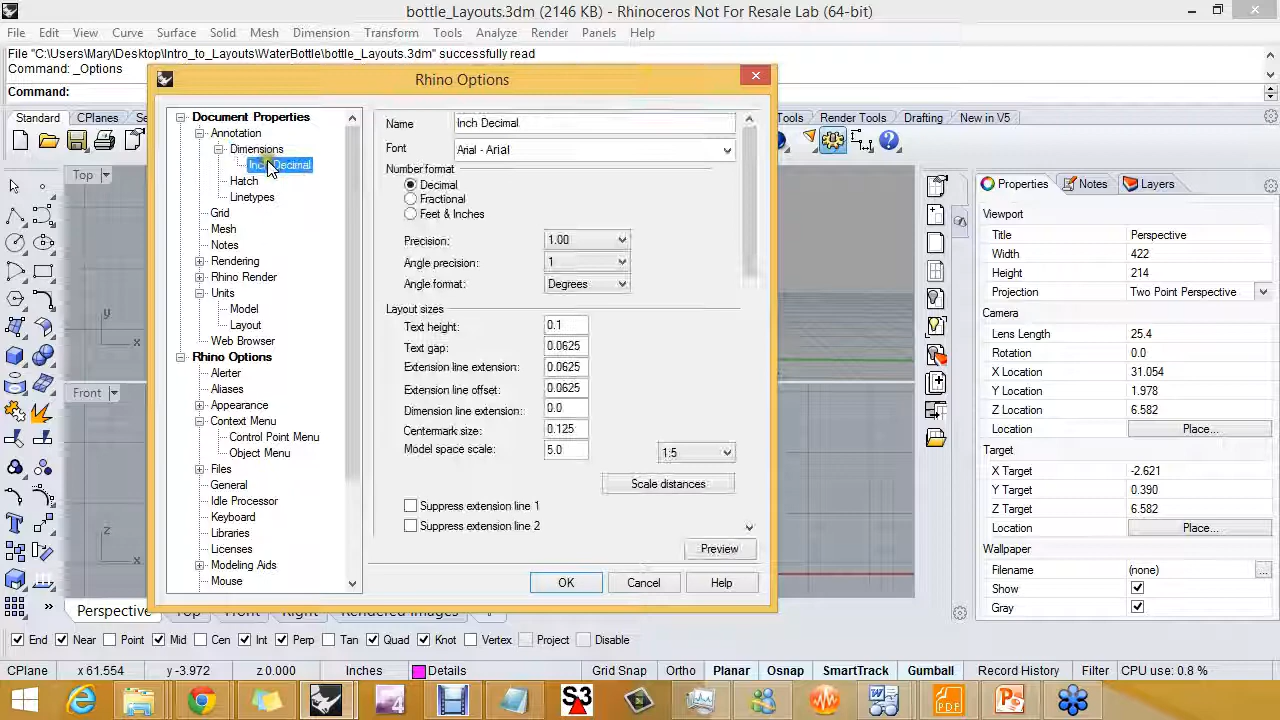 bottle_Layouts.3dm (2146 KB) - Rhinoceros Not For Resale Lab (64-bit)
File Edit View Curve Surface Solid Mesh Dimension Transform Tools Analyze Render Panels Help
File "C:\Users\Mary\Desktop\Intro_to_Layouts\WaterBottle\bottle_Layouts.3dm" successfully read
Command: _Options
Command:
Standard CPlanes Se Tools Render Tools Drafting New in V5
Rhino Options
Document Properties
Annotation
Dimensions
Inch Decimal
Hatch
Linetypes
Grid
Mesh
Notes
Rendering
Rhino Render
Units
Model
Layout
Web Browser
Rhino Options
Alerter
Aliases
Appearance
Context Menu
Control Point Menu
Object Menu
Files
General
Idle Processor
Keyboard
Libraries
Licenses
Modeling Aids
Mouse
Name Inch Decimal
Font Arial - Arial
Number format
Decimal
Fractional
Feet & Inches
Precision: 1.00
Angle precision: 1
Angle format: Degrees
Layout sizes
Text height: 0.1
Text gap: 0.0625
Extension line extension: 0.0625
Extension line offset: 0.0625
Dimension line extension: 0.0
Centermark size: 0.125
Model space scale: 5.0 1:5
Scale distances
Suppress extension line 1
Suppress extension line 2
Preview
OK Cancel Help
Top
y
x
Front
z
x
Properties Notes Layers
Viewport
Title Perspective
Width 422
Height 214
Projection Two Point Perspective
Camera
Lens Length 25.4
Rotation 0.0
X Location 31.054
Y Location 1.978
Z Location 6.582
Location Place...
Target
X Target -2.621
Y Target 0.390
Z Target 6.582
Location Place...
Wallpaper
Filename (none) ...
Show
Gray
Perspective Top Front Right Rendered Images
End Near Point Mid Cen Int Perp Tan Quad Knot Vertex Project Disable
CPlane x 61.554 y -3.972 z 0.000 Inches Details Grid Snap Ortho Planar Osnap SmartTrack Gumball Record History Filter CPU use: 0.8 %
4 S3 PDF